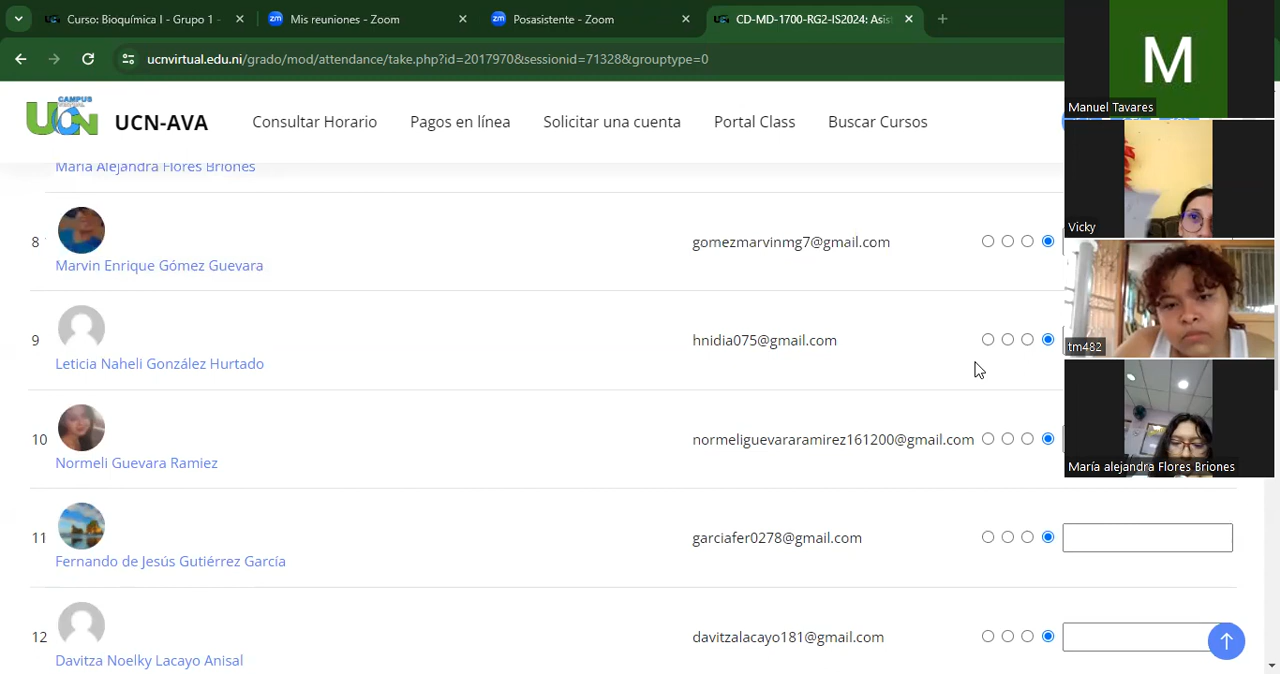 Curso: Bioquímica I - Grupo 1 -
Mis reuniones - Zoom
Posasistente - Zoom
CD-MD-1700-RG2-IS2024: Asis
ucnvirtual.edu.ni/grado/mod/attendance/take.php?id=2017970&sessionid=71328&grouptype=0
CAMPUS
UCN
UCN-AVA
Consultar Horario
Pagos en línea
Solicitar una cuenta
Portal Class
Buscar Cursos
María Alejandra Flores Briones
8
Marvin Enrique Gómez Guevara
gomezmarvinmg7@gmail.com
9
Leticia Naheli González Hurtado
hnidia075@gmail.com
10
Normeli Guevara Ramiez
normeliguevararamirez161200@gmail.com
11
Fernando de Jesús Gutiérrez García
garciafer0278@gmail.com
12
Davitza Noelky Lacayo Anisal
davitzalacayo181@gmail.com
M
Manuel Tavares
Vicky
tm482
María alejandra Flores Briones